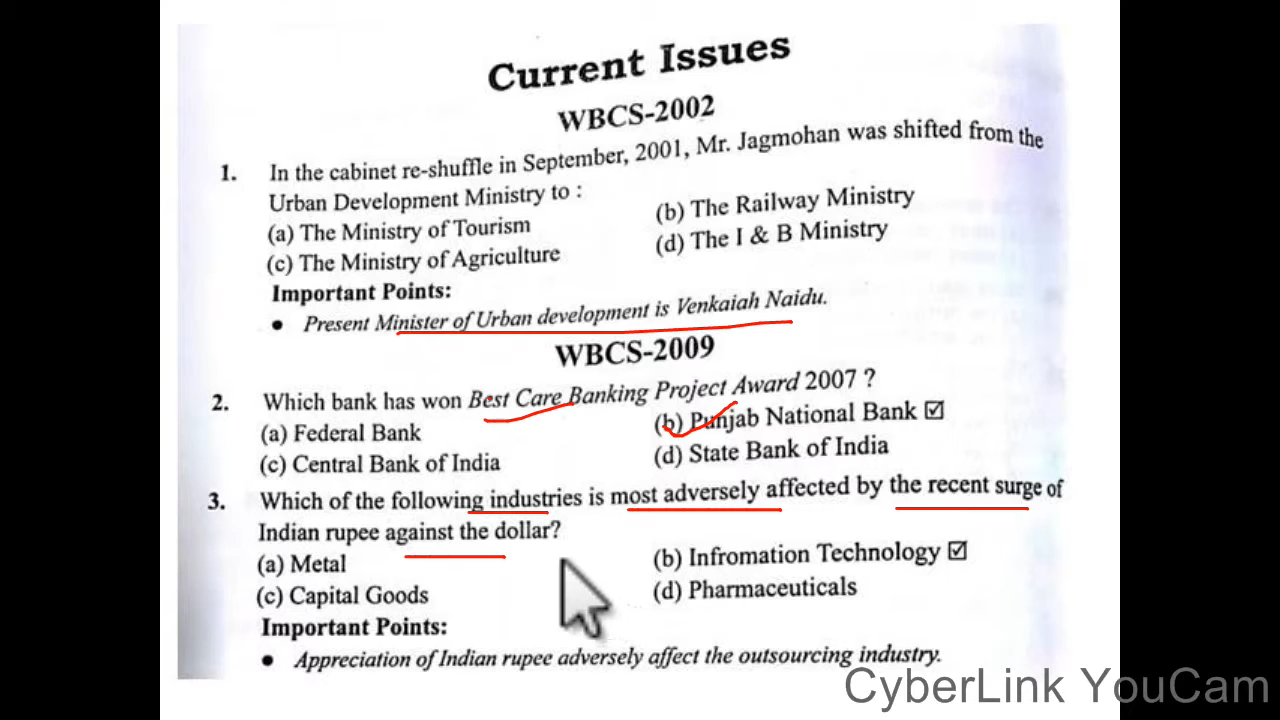 Current Issues
WBCS-2002
1. In the cabinet re-shuffle in September, 2001, Mr. Jagmohan was shifted from the
Urban Development Ministry to :
(a) The Ministry of Tourism (b) The Railway Ministry
(c) The Ministry of Agriculture (d) The I & B Ministry
Important Points:
• Present Minister of Urban development is Venkaiah Naidu.
WBCS-2009
2. Which bank has won Best Care Banking Project Award 2007 ?
(a) Federal Bank (b) Punjab National Bank ☑
(c) Central Bank of India (d) State Bank of India
3. Which of the following industries is most adversely affected by the recent surge of
Indian rupee against the dollar?
(a) Metal (b) Infromation Technology ☑
(c) Capital Goods (d) Pharmaceuticals
Important Points:
• Appreciation of Indian rupee adversely affect the outsourcing industry.
CyberLink YouCam